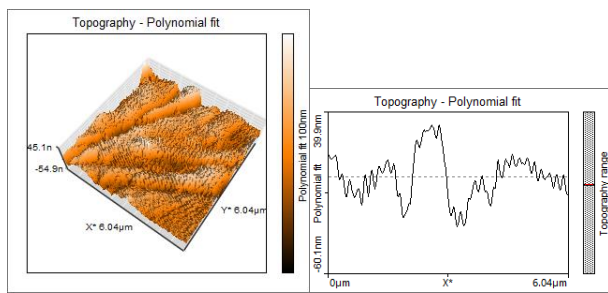 Topography - Polynomial fit
45.1n
-54.9n
X* 6.04µm
Y* 6.04µm
Polynomial fit 100nm
Topography - Polynomial fit
39.9nm
Polynomial fit
-60.1nm
0µm
X*
6.04µm
Topography range